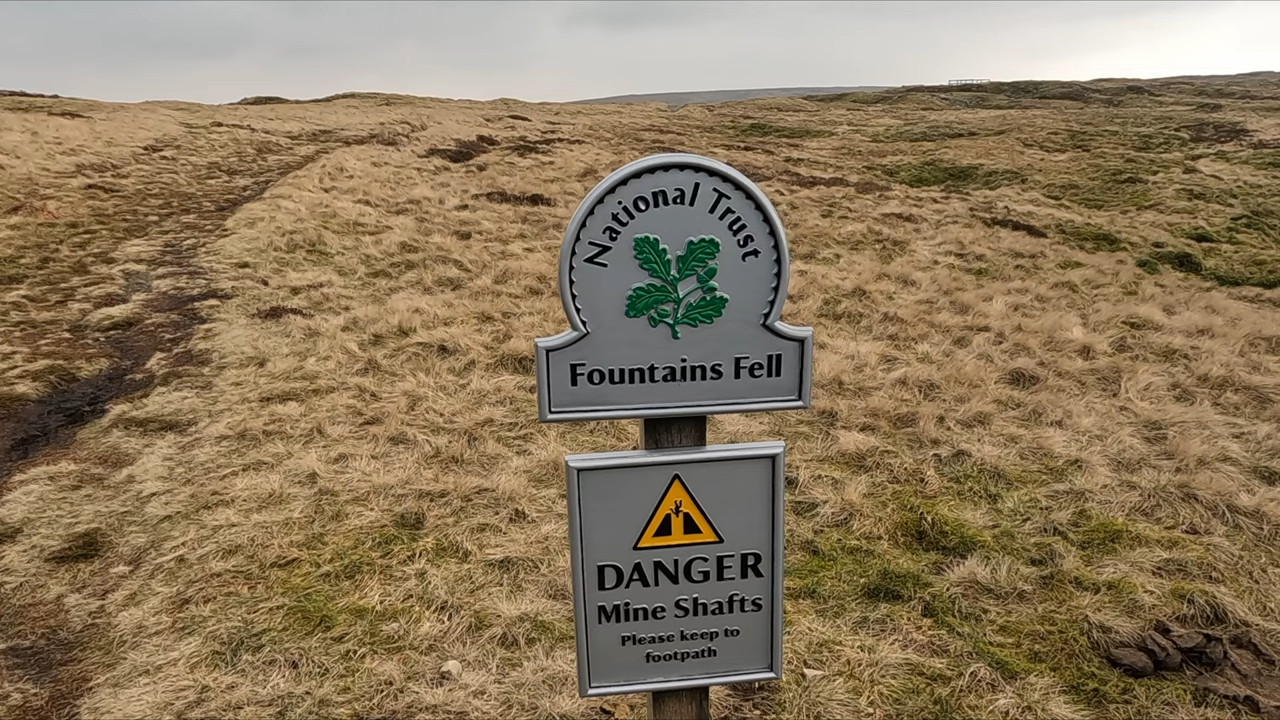 National Trust
Fountains Fell
DANGER
Mine Shafts
Please keep to
footpath